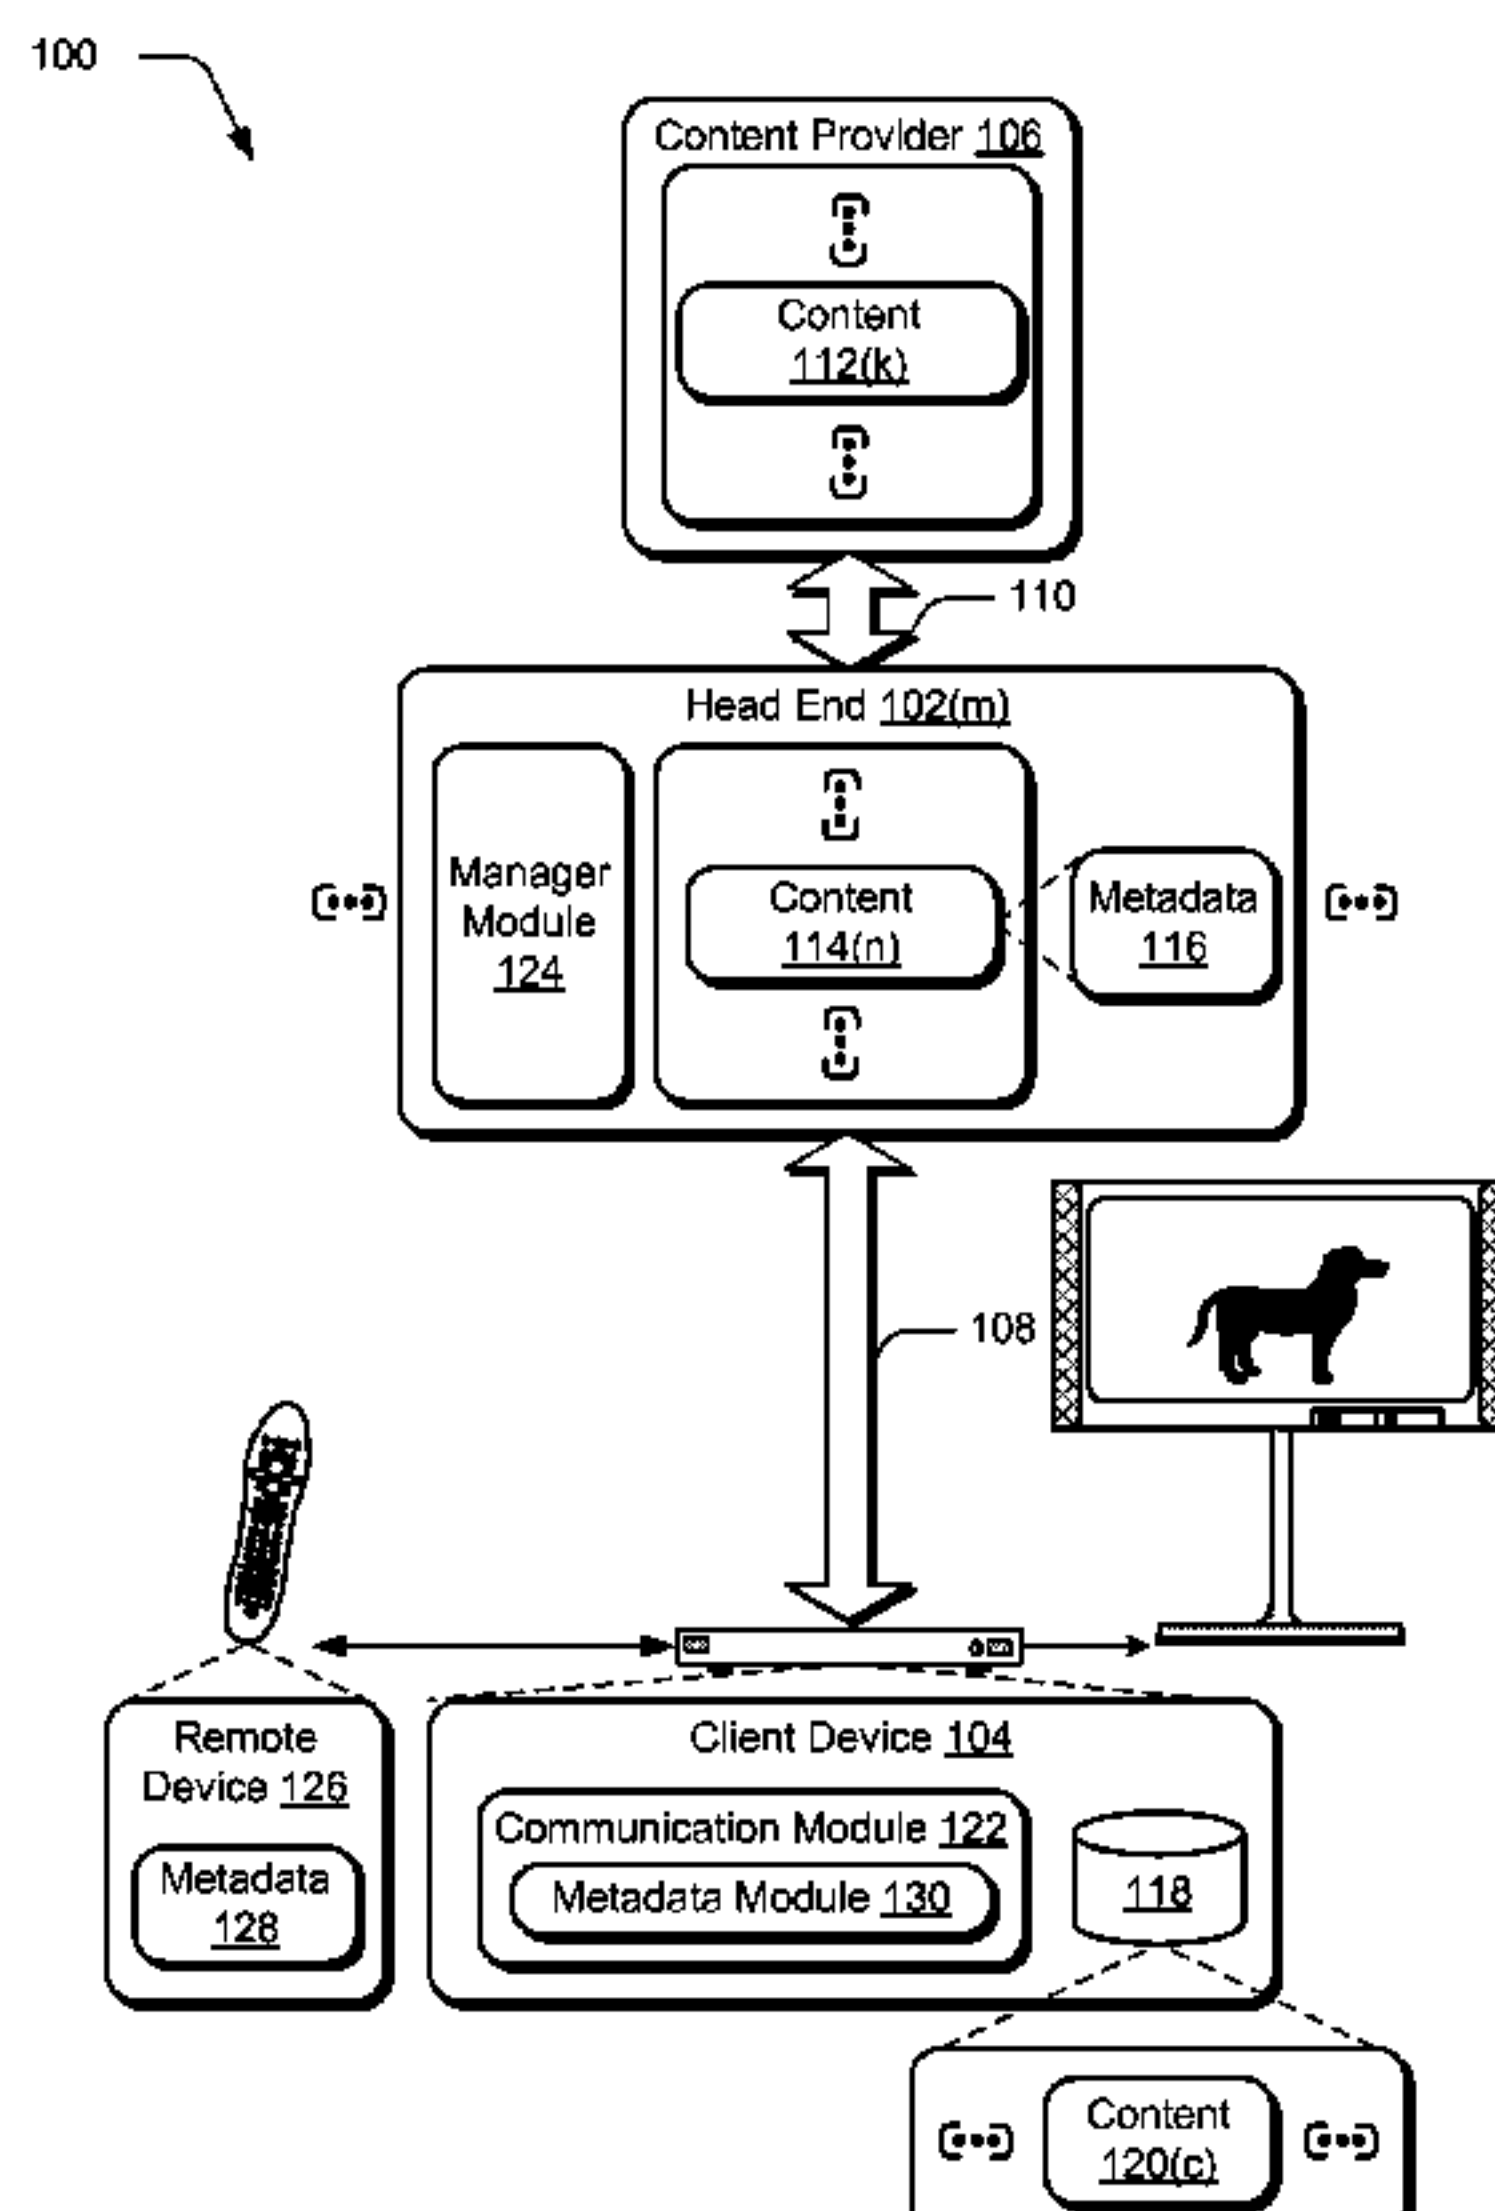 100
Content Provider 106
Content
112(k)
110
Head End 102(m)
Manager
Module
124
Content
114(n)
Metadata
116
108
Remote
Device 126
Metadata
128
Client Device 104
Communication Module 122
Metadata Module 130
118
Content
120(c)